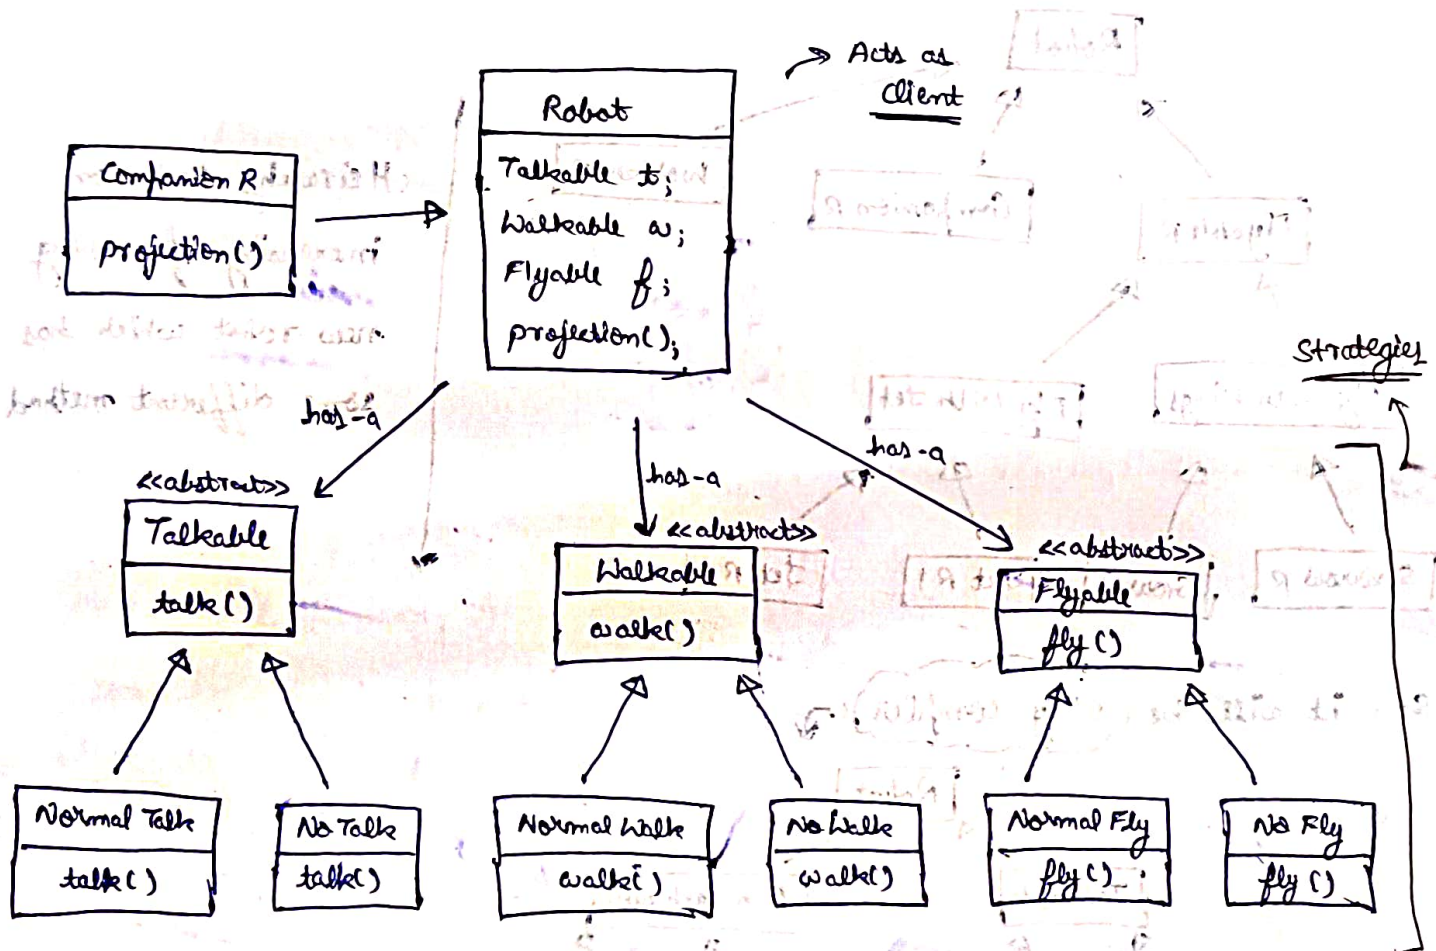 Acts as
Client
Robot
Talkable t;
Walkable w;
Flyable f;
projection();
Companion R
projection()
Strategies
has-a
has-a
has-a
<<abstract>>
Talkable
talk()
<<abstract>>
Walkable
walk()
<<abstract>>
Flyable
fly()
Normal Talk
talk()
No Talk
talk()
Normal Walk
walk()
No Walk
walk()
Normal Fly
fly()
No Fly
fly()